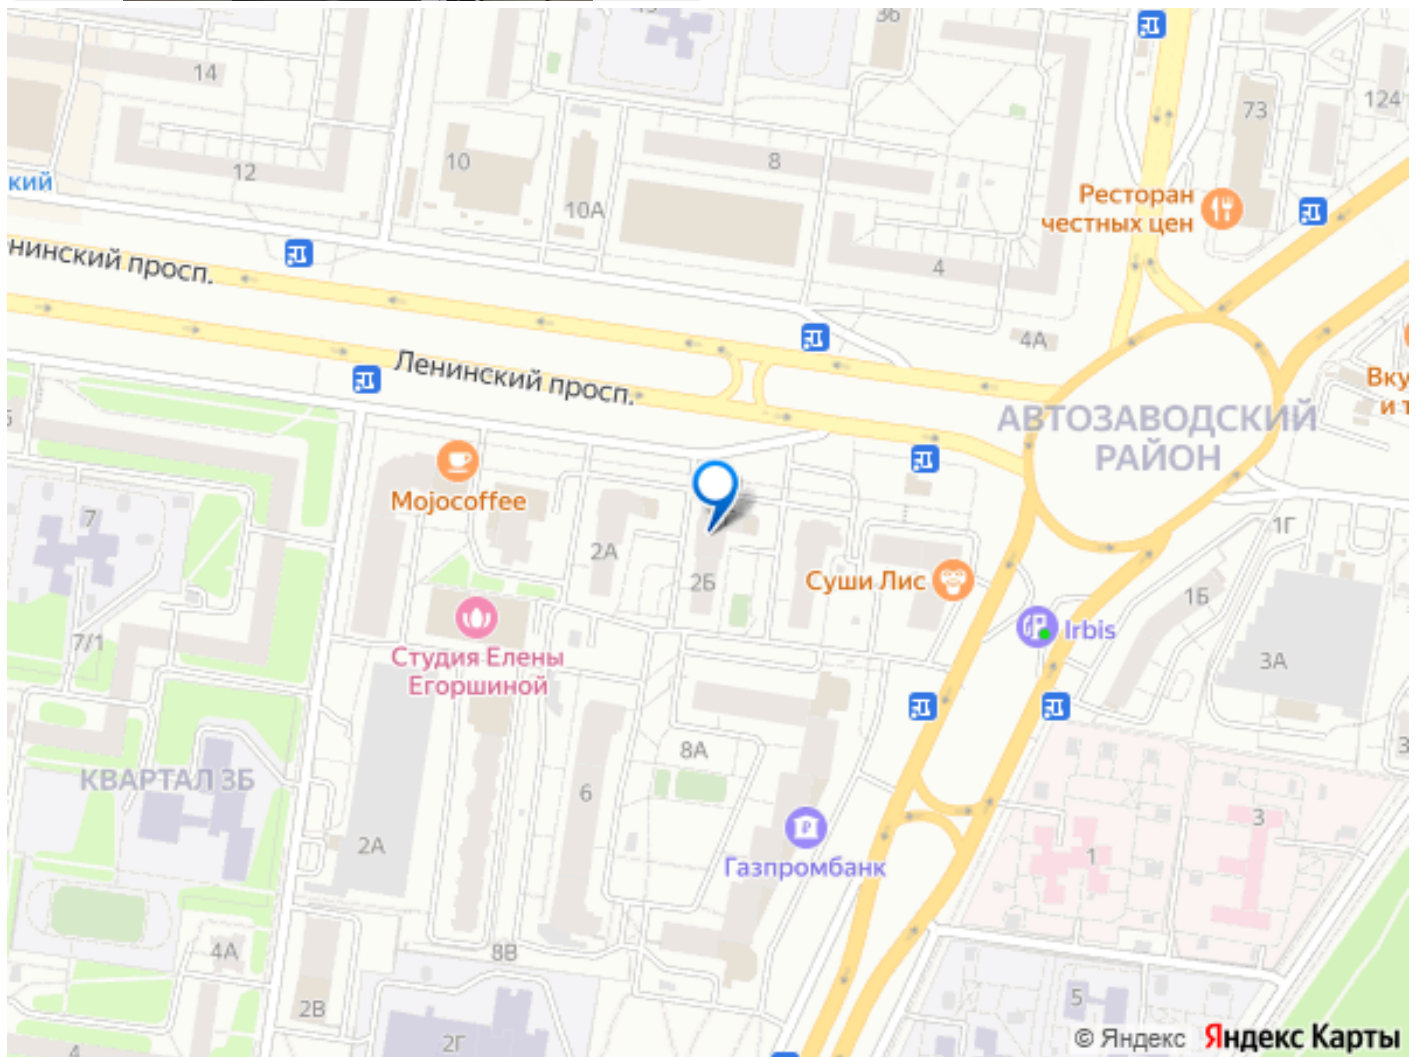 36
14
73
124
10
8
12
кий
Ресторан
честных цен
10А
нинский просп.
4
4А
Ленинский просп.
Вку
и т
АВТОЗАВОДСКИЙ
РАЙОН
Mojocoffee
7
2А
1Г
2Б
Суши Лис
1Б
Irbis
7/1
Студия Елены
Егоршиной
3А
8А
КВАРТАЛ 3Б
6
3
2А
1
Газпромбанк
4А
8В
5
2В
2Г
4
© Яндекс Яндекс Карты